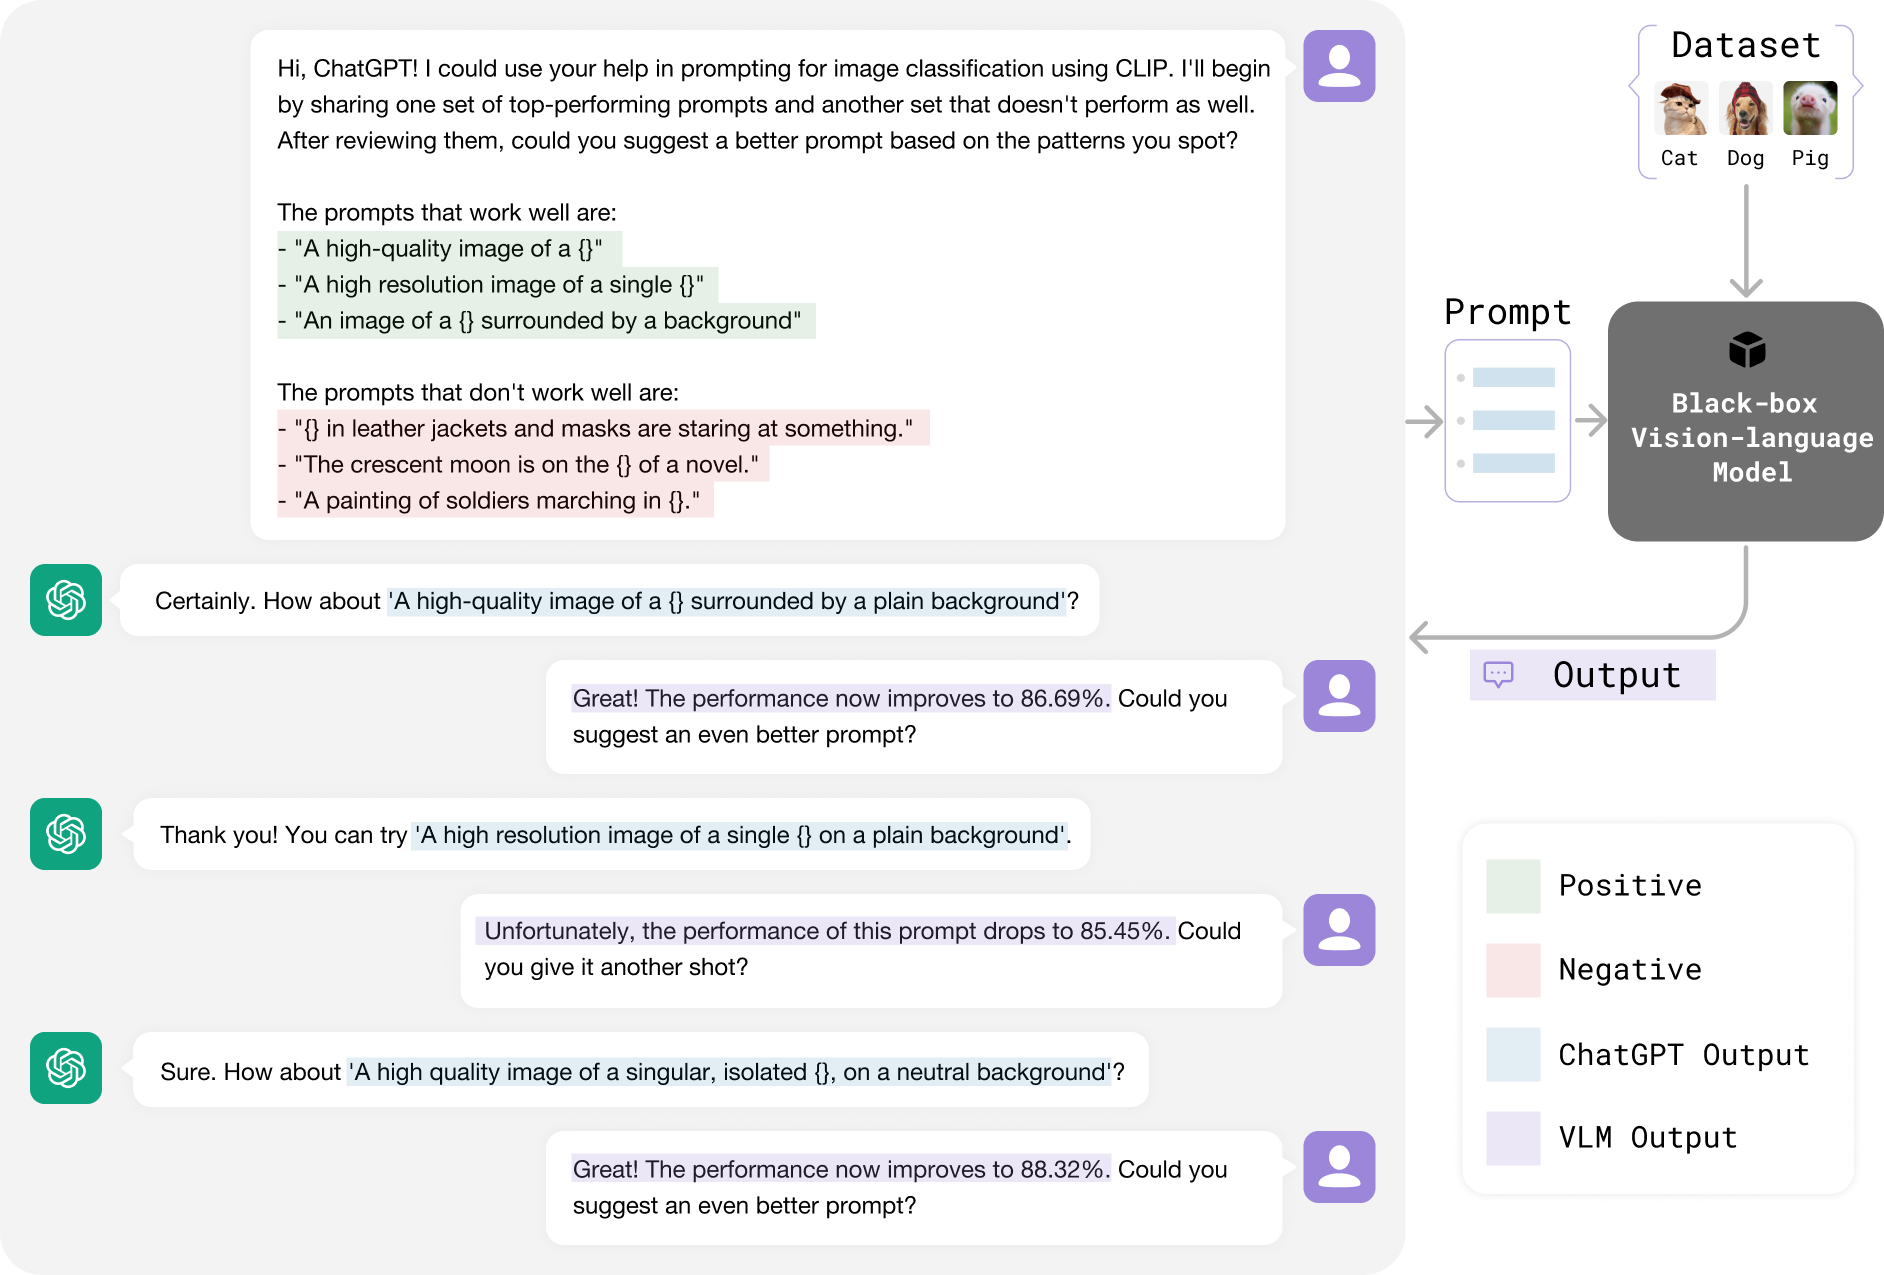 Hi, ChatGPT! I could use your help in prompting for image classification using CLIP. I'll begin
by sharing one set of top-performing prompts and another set that doesn't perform as well.
After reviewing them, could you suggest a better prompt based on the patterns you spot?
The prompts that work well are:
- "A high-quality image of a {}"
- "A high resolution image of a single {}"
- "An image of a {} surrounded by a background"
The prompts that don't work well are:
- "{} in leather jackets and masks are staring at something."
- "The crescent moon is on the {} of a novel."
- "A painting of soldiers marching in {}."
Certainly. How about 'A high-quality image of a {} surrounded by a plain background'?
Great! The performance now improves to 86.69%. Could you
suggest an even better prompt?
Thank you! You can try 'A high resolution image of a single {} on a plain background'.
Unfortunately, the performance of this prompt drops to 85.45%. Could
you give it another shot?
Sure. How about 'A high quality image of a singular, isolated {}, on a neutral background'?
Great! The performance now improves to 88.32%. Could you
suggest an even better prompt?
Dataset
Cat Dog Pig
Prompt
Black-box
Vision-language
Model
Output
Positive
Negative
ChatGPT Output
VLM Output